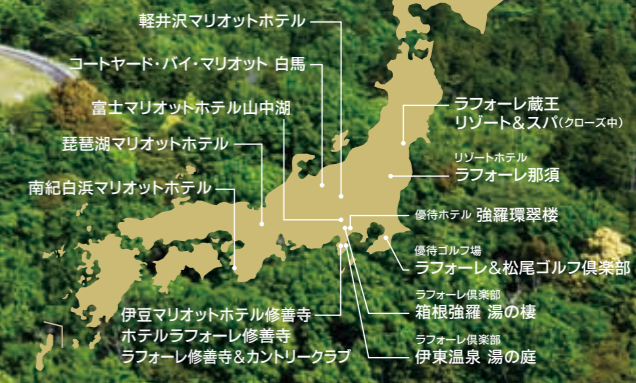 軽井沢マリオットホテル
コートヤード・バイ・マリオット 白馬
富士マリオットホテル山中湖
琵琶湖マリオットホテル
南紀白浜マリオットホテル
伊豆マリオットホテル修善寺
ホテルラフォーレ修善寺
ラフォーレ修善寺&カントリークラブ
ラフォーレ蔵王
リゾート&スパ(クローズ中)
リゾートホテル
ラフォーレ那須
優待ホテル 強羅環翠楼
優待ゴルフ場
ラフォーレ&松尾ゴルフ倶楽部
ラフォーレ倶楽部
箱根強羅 湯の棲
ラフォーレ倶楽部
伊東温泉 湯の庭